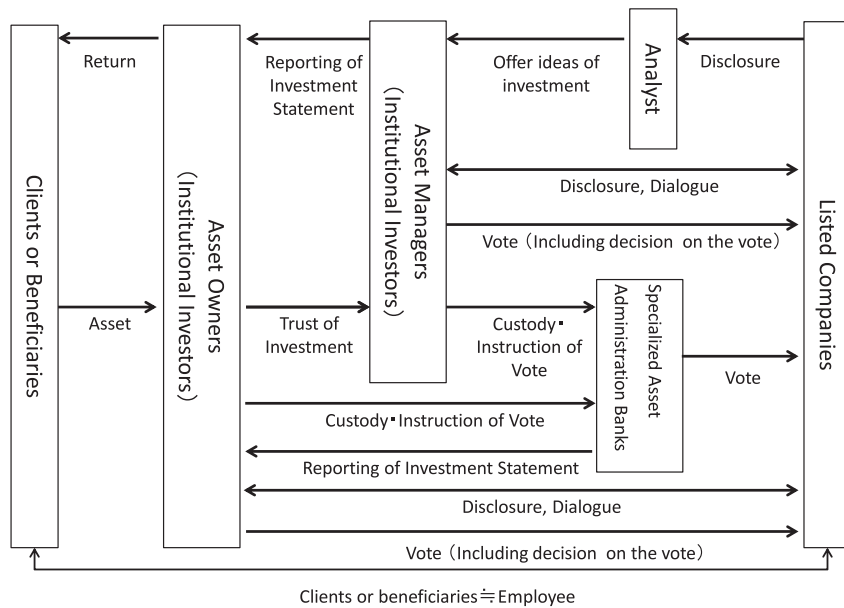 Clients or Beneficiaries
Return
Asset
Asset Owners
（Institutional Investors）
Reporting of
Investment
Statement
Trust of
Investment
Asset Managers
（Institutional Investors）
Offer ideas of
investment
Analyst
Disclosure
Disclosure, Dialogue
Vote（Including decision on the vote）
Custody・
Instruction of
Vote
Specialized Asset
Administration Banks
Vote
Listed Companies
Custody・Instruction of Vote
Reporting of Investment Statement
Disclosure, Dialogue
Vote（Including decision on the vote）
Clients or beneficiaries≒Employee